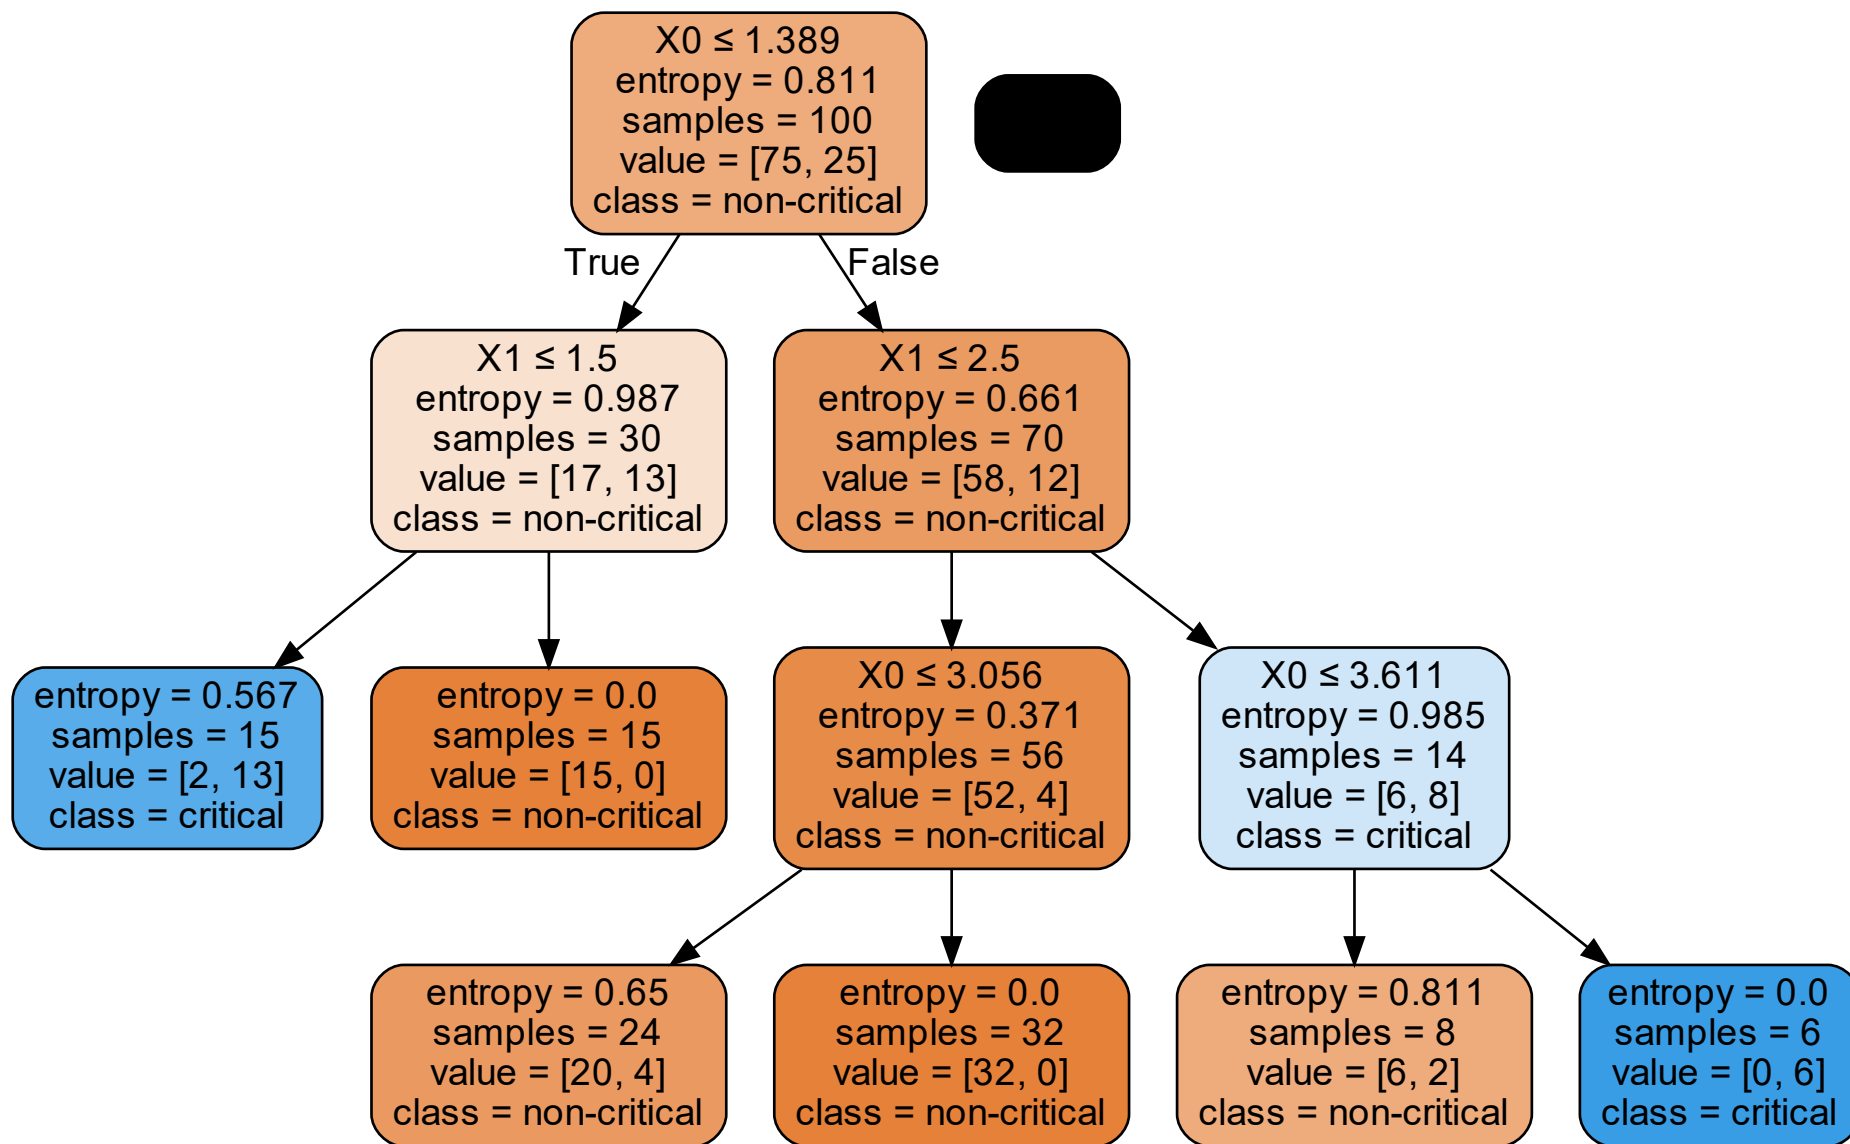 X0 ≤ 1.389
entropy = 0.811
samples = 100
value = [75, 25]
class = non-critical
True
False
X1 ≤ 1.5
entropy = 0.987
samples = 30
value = [17, 13]
class = non-critical
X1 ≤ 2.5
entropy = 0.661
samples = 70
value = [58, 12]
class = non-critical
entropy = 0.567
samples = 15
value = [2, 13]
class = critical
entropy = 0.0
samples = 15
value = [15, 0]
class = non-critical
X0 ≤ 3.056
entropy = 0.371
samples = 56
value = [52, 4]
class = non-critical
X0 ≤ 3.611
entropy = 0.985
samples = 14
value = [6, 8]
class = critical
entropy = 0.65
samples = 24
value = [20, 4]
class = non-critical
entropy = 0.0
samples = 32
value = [32, 0]
class = non-critical
entropy = 0.811
samples = 8
value = [6, 2]
class = non-critical
entropy = 0.0
samples = 6
value = [0, 6]
class = critical